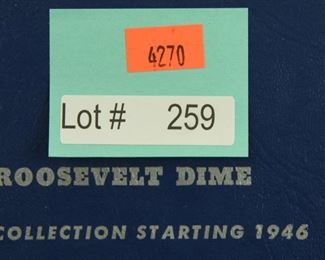 4270
Lot # 259
ROOSEVELT DIME
COLLECTION STARTING 1946